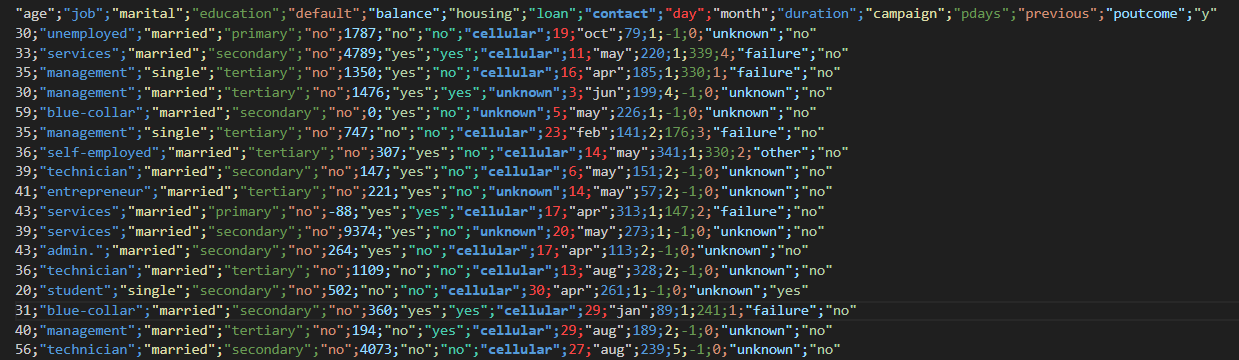 "age";"job";"marital";"education";"default";"balance";"housing";"loan";"contact";"day";"month";"duration";"campaign";"pdays";"previous";"poutcome";"y"
30;"unemployed";"married";"primary";"no";1787;"no";"no";"cellular";19;"oct";79;1;-1;0;"unknown";"no"
33;"services";"married";"secondary";"no";4789;"yes";"yes";"cellular";11;"may";220;1;339;4;"failure";"no"
35;"management";"single";"tertiary";"no";1350;"yes";"no";"cellular";16;"apr";185;1;330;1;"failure";"no"
30;"management";"married";"tertiary";"no";1476;"yes";"yes";"unknown";3;"jun";199;4;-1;0;"unknown";"no"
59;"blue-collar";"married";"secondary";"no";0;"yes";"no";"unknown";5;"may";226;1;-1;0;"unknown";"no"
35;"management";"single";"tertiary";"no";747;"no";"no";"cellular";23;"feb";141;2;176;3;"failure";"no"
36;"self-employed";"married";"tertiary";"no";307;"yes";"no";"cellular";14;"may";341;1;330;2;"other";"no"
39;"technician";"married";"secondary";"no";147;"yes";"no";"cellular";6;"may";151;2;-1;0;"unknown";"no"
41;"entrepreneur";"married";"tertiary";"no";221;"yes";"no";"unknown";14;"may";57;2;-1;0;"unknown";"no"
43;"services";"married";"primary";"no";-88;"yes";"yes";"cellular";17;"apr";313;1;147;2;"failure";"no"
39;"services";"married";"secondary";"no";9374;"yes";"no";"unknown";20;"may";273;1;-1;0;"unknown";"no"
43;"admin.";"married";"secondary";"no";264;"yes";"no";"cellular";17;"apr";113;2;-1;0;"unknown";"no"
36;"technician";"married";"tertiary";"no";1109;"no";"no";"cellular";13;"aug";328;2;-1;0;"unknown";"no"
20;"student";"single";"secondary";"no";502;"no";"no";"cellular";30;"apr";261;1;-1;0;"unknown";"yes"
31;"blue-collar";"married";"secondary";"no";360;"yes";"yes";"cellular";29;"jan";89;1;241;1;"failure";"no"
40;"management";"married";"tertiary";"no";194;"no";"yes";"cellular";29;"aug";189;2;-1;0;"unknown";"no"
56;"technician";"married";"secondary";"no";4073;"no";"no";"cellular";27;"aug";239;5;-1;0;"unknown";"no"